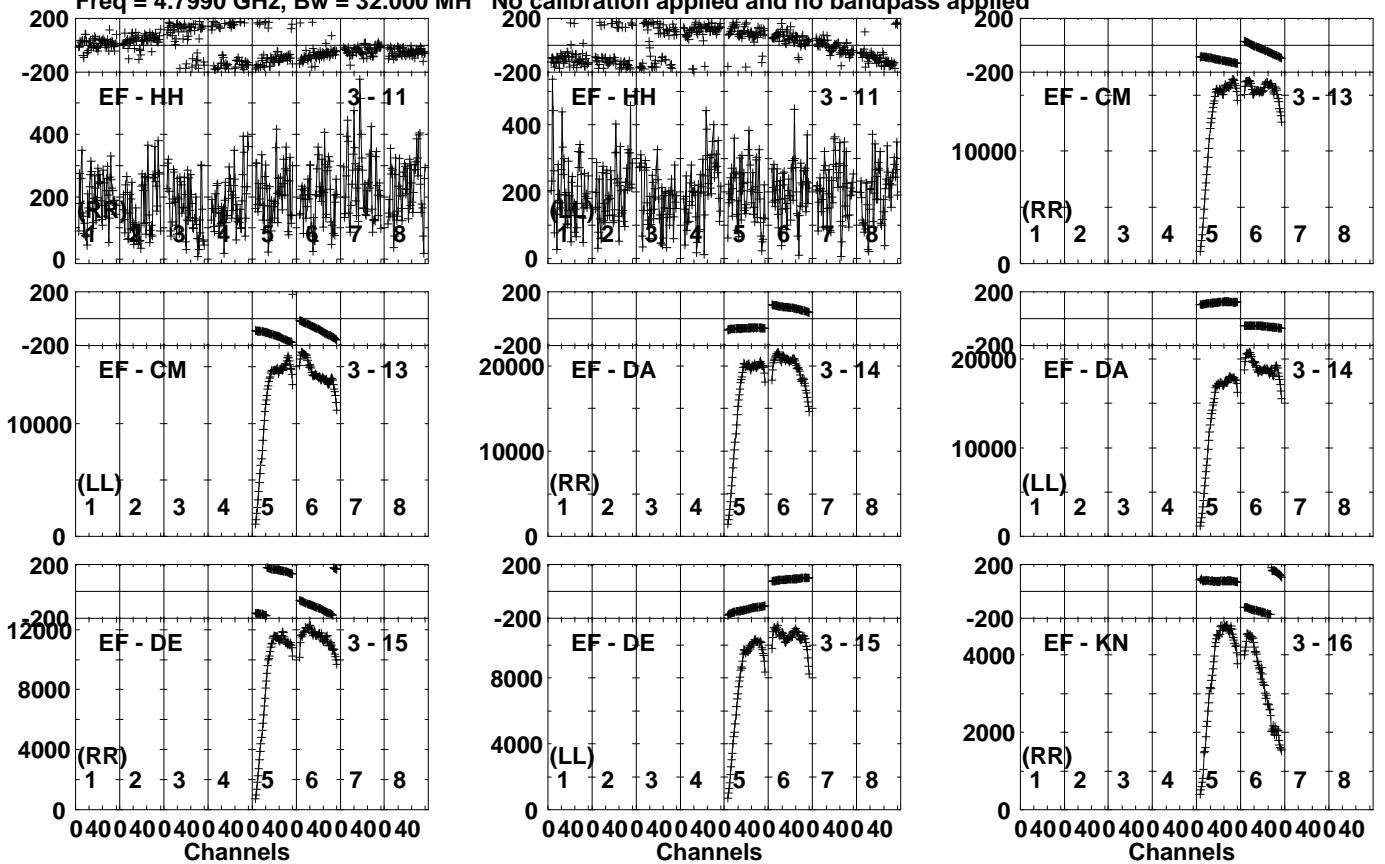 Freq = 4.7990 GHz, Bw = 32.000 MH No calibration applied and no bandpass applied
200
-200
EF - HH 3 - 11
400
300
200
100
0
(RR)
1 2 3 4 5 6 7 8
200
-200
EF - HH 3 - 11
400
300
200
100
0
(LL)
1 2 3 4 5 6 7 8
200
-200
EF - CM 3 - 13
10000
0
(RR)
1 2 3 4 5 6 7 8
200
-200
EF - CM 3 - 13
10000
0
(LL)
1 2 3 4 5 6 7 8
200
-200
20000
EF - DA 3 - 14
10000
0
(RR)
1 2 3 4 5 6 7 8
200
-200
20000
EF - DA 3 - 14
10000
0
(LL)
1 2 3 4 5 6 7 8
200
-200
12000
EF - DE 3 - 15
8000
4000
0
(RR)
1 2 3 4 5 6 7 8
0 40 0 40 0 40 0 40 0 40 0 40 0 40 0 40
Channels
200
-200
EF - DE 3 - 15
8000
4000
0
(LL)
1 2 3 4 5 6 7 8
0 40 0 40 0 40 0 40 0 40 0 40 0 40 0 40
Channels
200
-200
EF - KN 3 - 16
4000
2000
0
(RR)
1 2 3 4 5 6 7 8
0 40 0 40 0 40 0 40 0 40 0 40 0 40 0 40
Channels